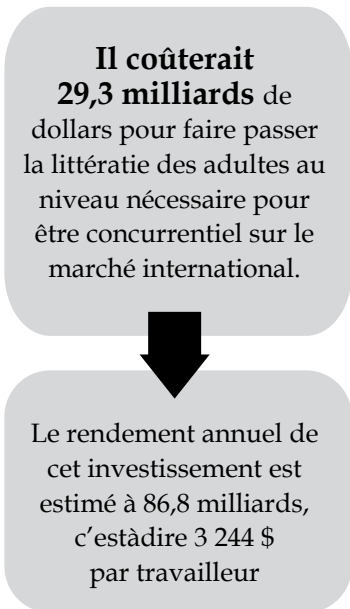 Il coûterait
29,3 milliards de
dollars pour faire passer
la littératie des adultes au
niveau nécessaire pour
être concurrentiel sur le
marché international.
Le rendement annuel de
cet investissement est
estimé à 86,8 milliards,
c'estàdire 3 244 $
par travailleur